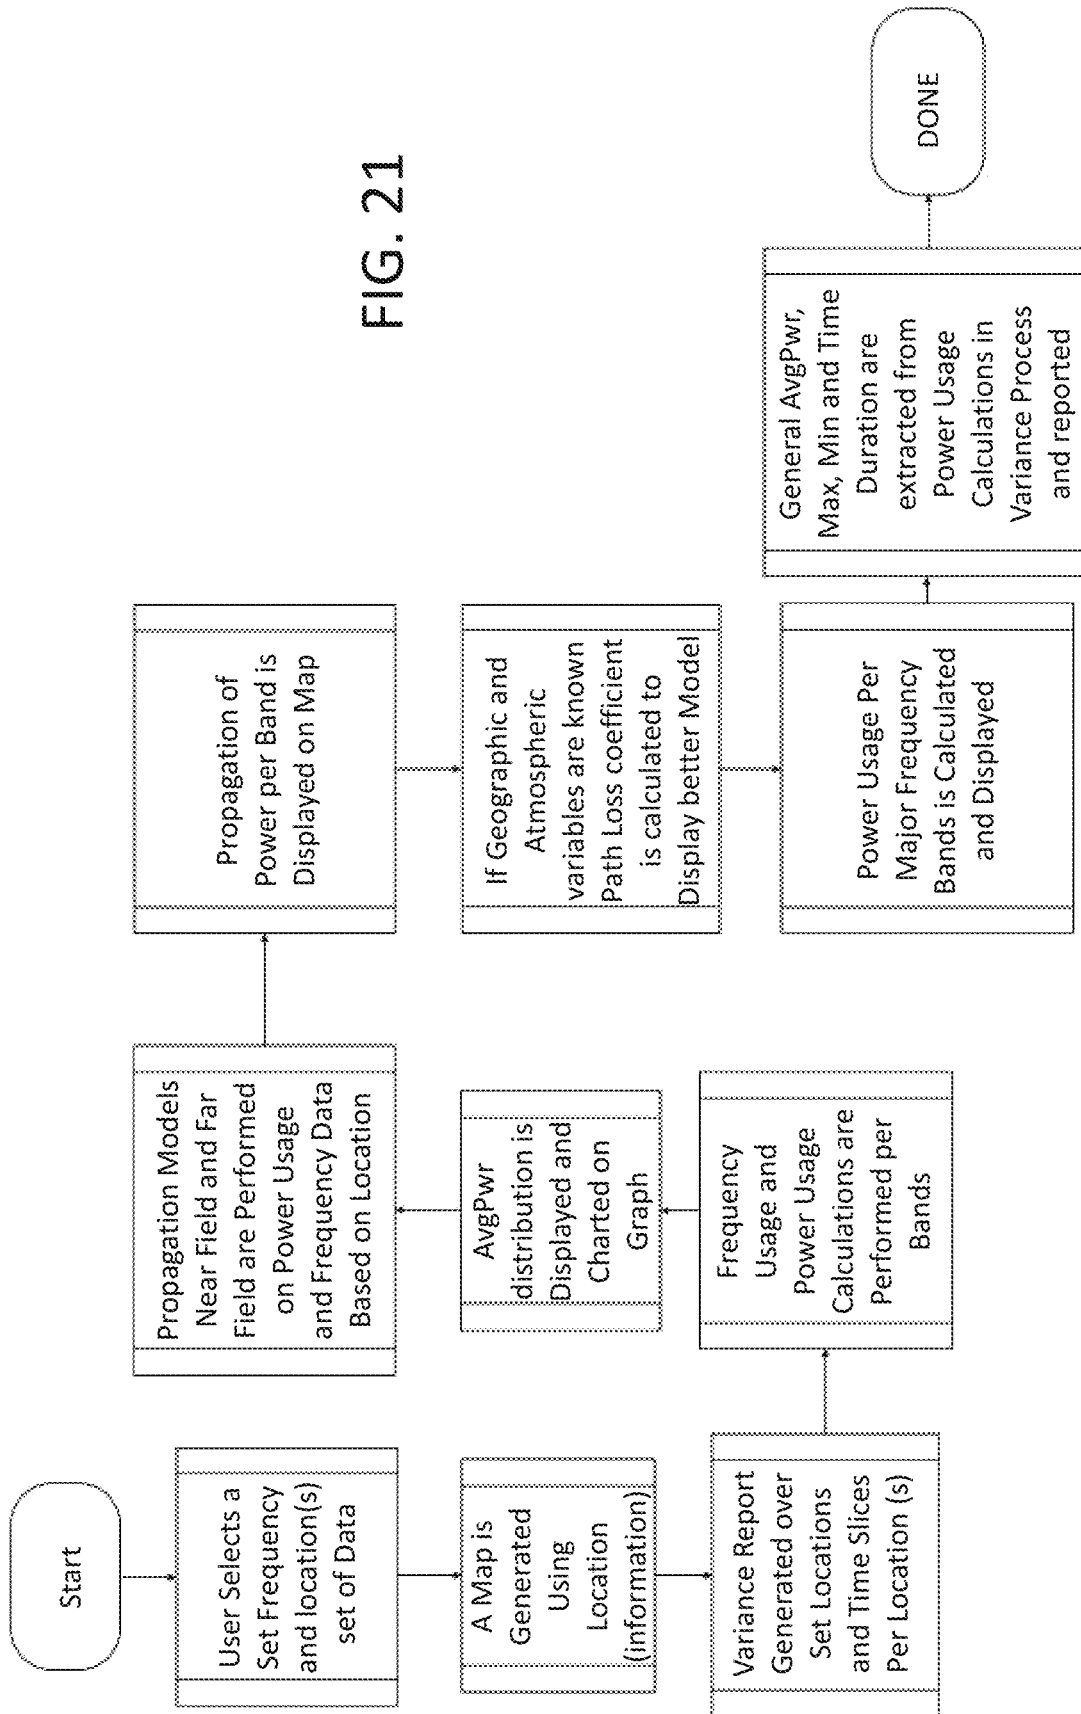 FIG. 21
Start
User Selects a
Set Frequency
and location(s)
set of Data
A Map is
Generated
Using
Location
(information)
Variance Report
Generated over
Set Locations
and Time Slices
Per Location (s)
Frequency
Usage and
Power Usage
Calculations are
Performed per
Bands
AvgPwr
distribution is
Displayed and
Charted on
Graph
Propagation Models
Near Field and Far
Field are Performed
on Power Usage
and Frequency Data
Based on Location
Propagation of
Power per Band is
Displayed on Map
If Geographic and
Atmospheric
variables are known
Path Loss coefficient
is calculated to
Display better Model
Power Usage Per
Major Frequency
Bands is Calculated
and Displayed
General AvgPwr,
Max, Min and Time
Duration are
extracted from
Power Usage
Calculations in
Variance Process
and reported
DONE